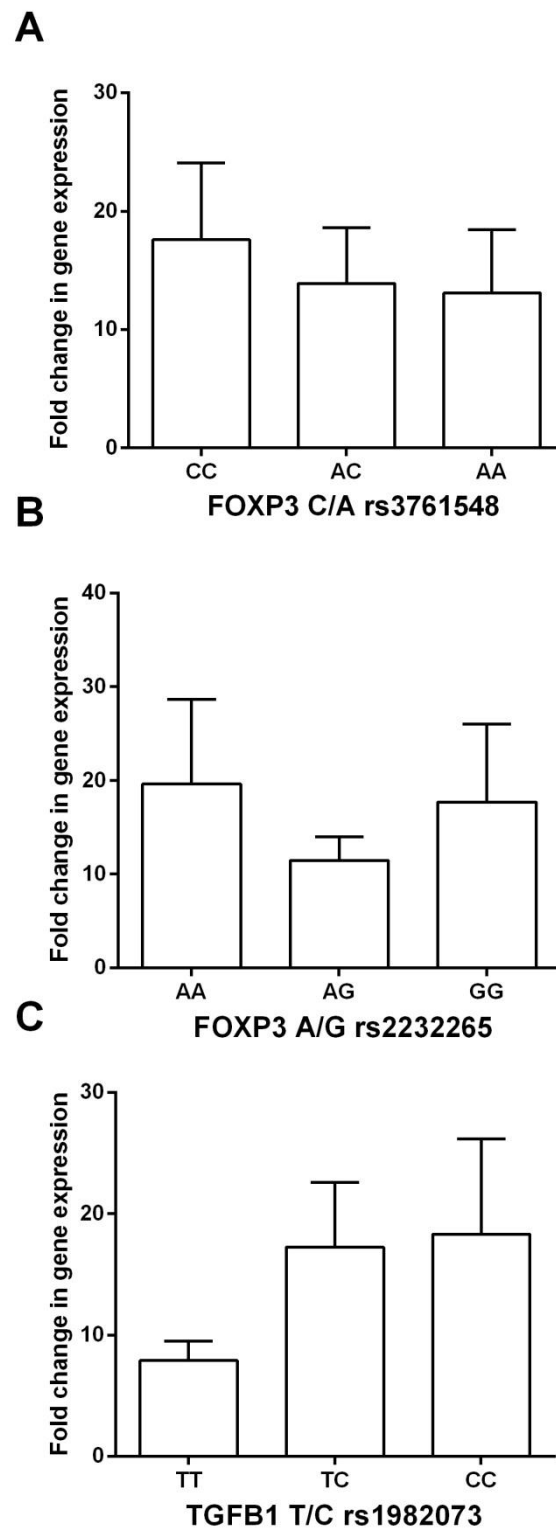 A
Fold change in gene expression
30
20
10
0
CC AC AA
FOXP3 C/A rs3761548
B
Fold change in gene expression
40
30
20
10
0
AA AG GG
FOXP3 A/G rs2232265
C
Fold change in gene expression
30
20
10
0
TT TC CC
TGFB1 T/C rs1982073